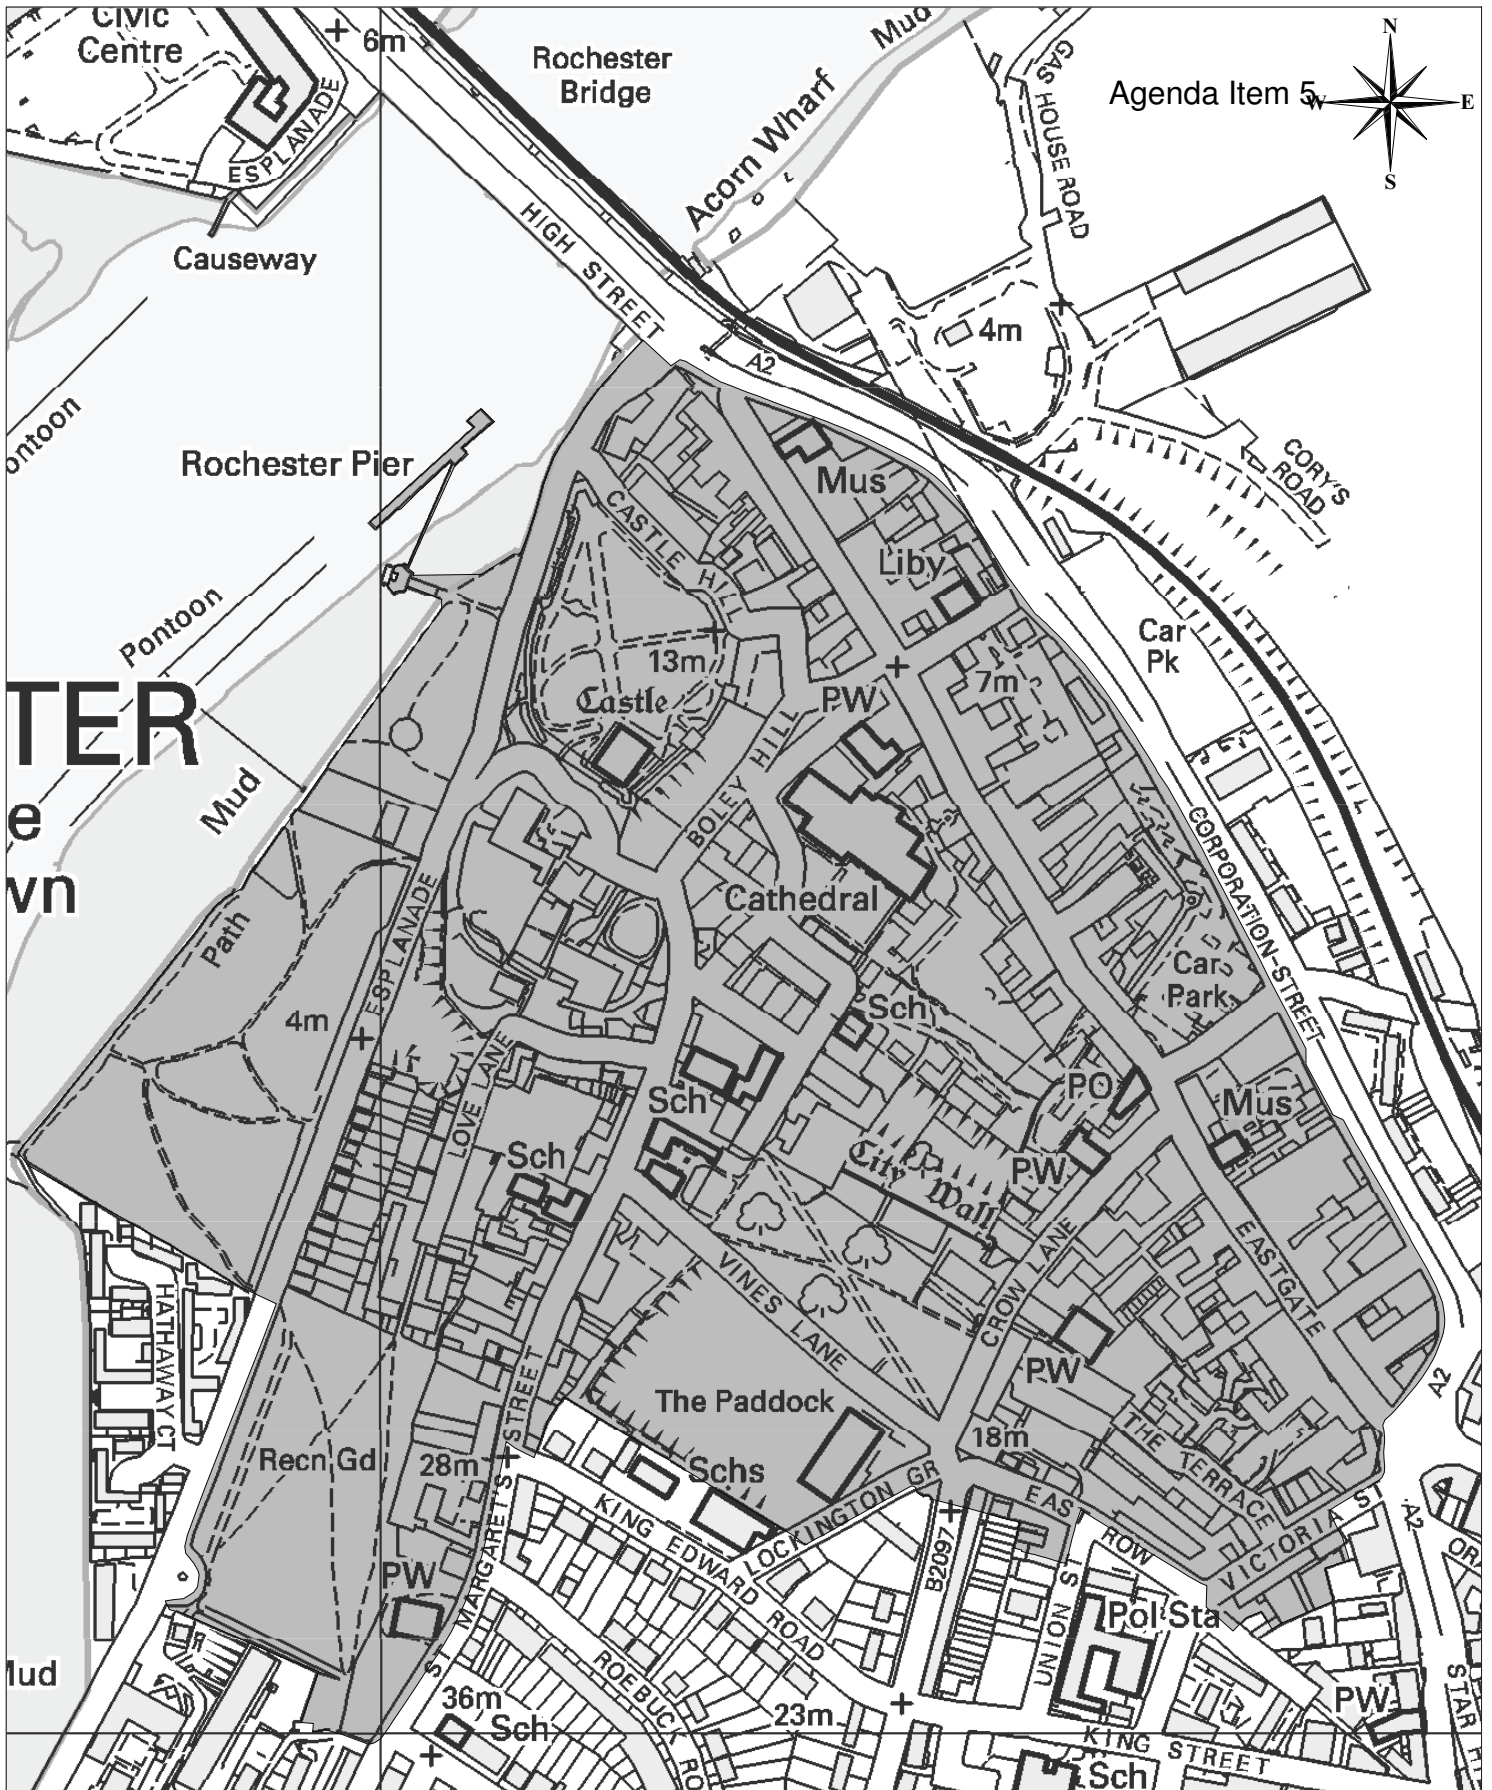 Civic
Centre
6m
Rochester
Bridge
Mud
N
Agenda Item 5
W
E
S
GAS HOUSE ROAD
ESPLANADE
Acorn Wharf
Causeway
HIGH STREET
4m
A2
ontoon
Rochester Pier
CORY'S
ROAD
Mus
CASTLE HILL
Liby
Pontoon
Car
Pk
13m
7m
Castle
PW
TER
BOLEY HILL
Mud
e
CORPORATION STREET
wn
Cathedral
ESPLANADE
Path
Car
Park
4m
Sch
LOVE LANE
PO
Mus
Sch
Sch
City Wall
PW
EASTGATE
VINES LANE
CROW LANE
HATHAWAY CT
PW
A2
STREET
The Paddock
Recn Gd
28m
18m
THE TERRACE
Schs
LOCKINGTON GR
EAST
ROW
KING EDWARD ROAD
VICTORIA S
A2
OR
B2097
PW
ST MARGARET'S
UNION ST
Pol Sta
Mud
ROEBUCK RO
36m
Sch
23m
PW
STAR H
KING STREET
Sch